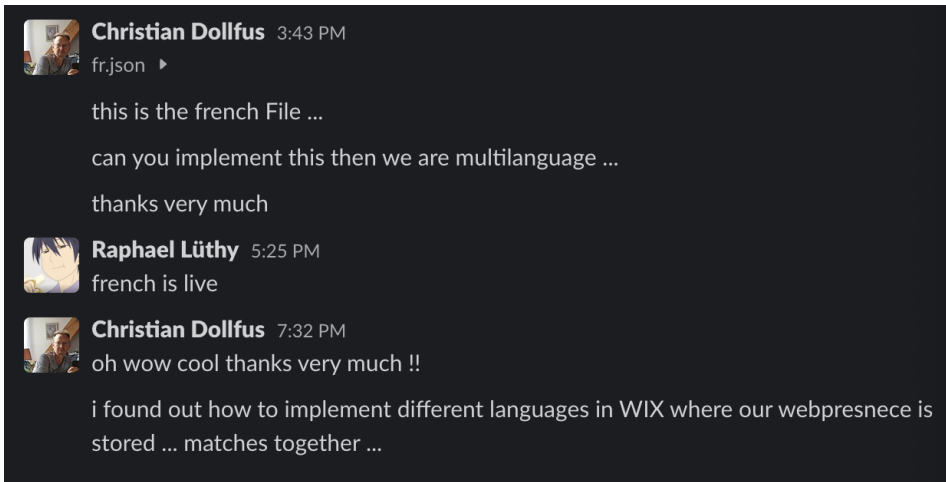 Christian Dollfus 3:43 PM
fr.json
this is the french File ...
can you implement this then we are multilanguage ...
thanks very much
Raphael Lüthy 5:25 PM
french is live
Christian Dollfus 7:32 PM
oh wow cool thanks very much !!
i found out how to implement different languages in WIX where our webpresnece is
stored ... matches together ...